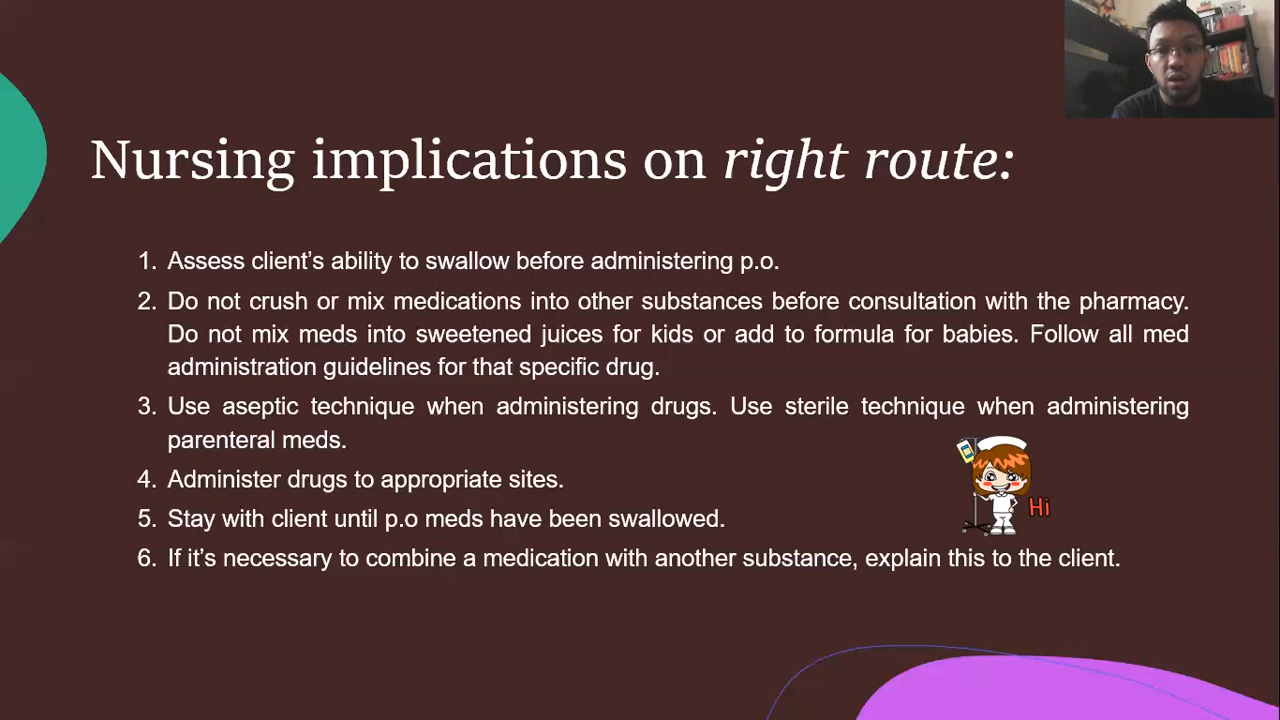 Nursing implications on right route:
1. Assess client’s ability to swallow before administering p.o.
2. Do not crush or mix medications into other substances before consultation with the pharmacy.
Do not mix meds into sweetened juices for kids or add to formula for babies. Follow all med
administration guidelines for that specific drug.
3. Use aseptic technique when administering drugs. Use sterile technique when administering
parenteral meds.
4. Administer drugs to appropriate sites.
Hi
5. Stay with client until p.o meds have been swallowed.
6. If it’s necessary to combine a medication with another substance, explain this to the client.